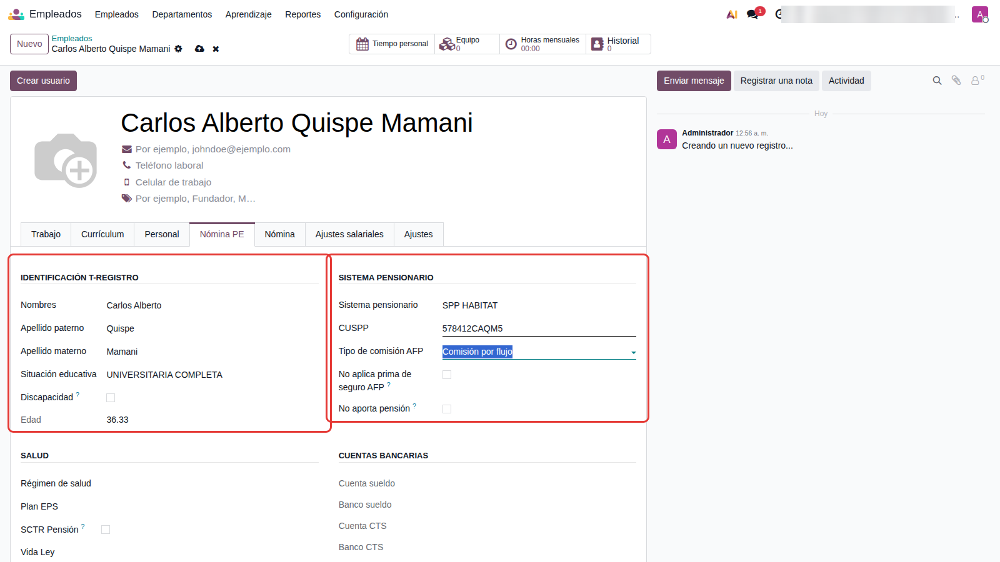 Empleados Empleados Departamentos Aprendizaje Reportes Configuración AI 1 .. A
Nuevo
Empleados
Carlos Alberto Quispe Mamani
Tiempo personal
Equipo
0
Horas mensuales
00:00
Historial
0
Crear usuario
Enviar mensaje Registrar una nota Actividad 0
Carlos Alberto Quispe Mamani
Por ejemplo, johndoe@ejemplo.com
Teléfono laboral
Celular de trabajo
Por ejemplo, Fundador, M…
Hoy
A
Administrador 12:56 a. m.
Creando un nuevo registro...
Trabajo Currículum Personal Nómina PE Nómina Ajustes salariales Ajustes
IDENTIFICACIÓN T-REGISTRO
Nombres Carlos Alberto
Apellido paterno Quispe
Apellido materno Mamani
Situación educativa UNIVERSITARIA COMPLETA
Discapacidad ?
Edad 36.33
SISTEMA PENSIONARIO
Sistema pensionario SPP HABITAT
CUSPP 578412CAQM5
Tipo de comisión AFP Comisión por flujo
No aplica prima de
seguro AFP ?
No aporta pensión ?
SALUD
Régimen de salud
Plan EPS
SCTR Pensión ?
Vida Ley
CUENTAS BANCARIAS
Cuenta sueldo
Banco sueldo
Cuenta CTS
Banco CTS